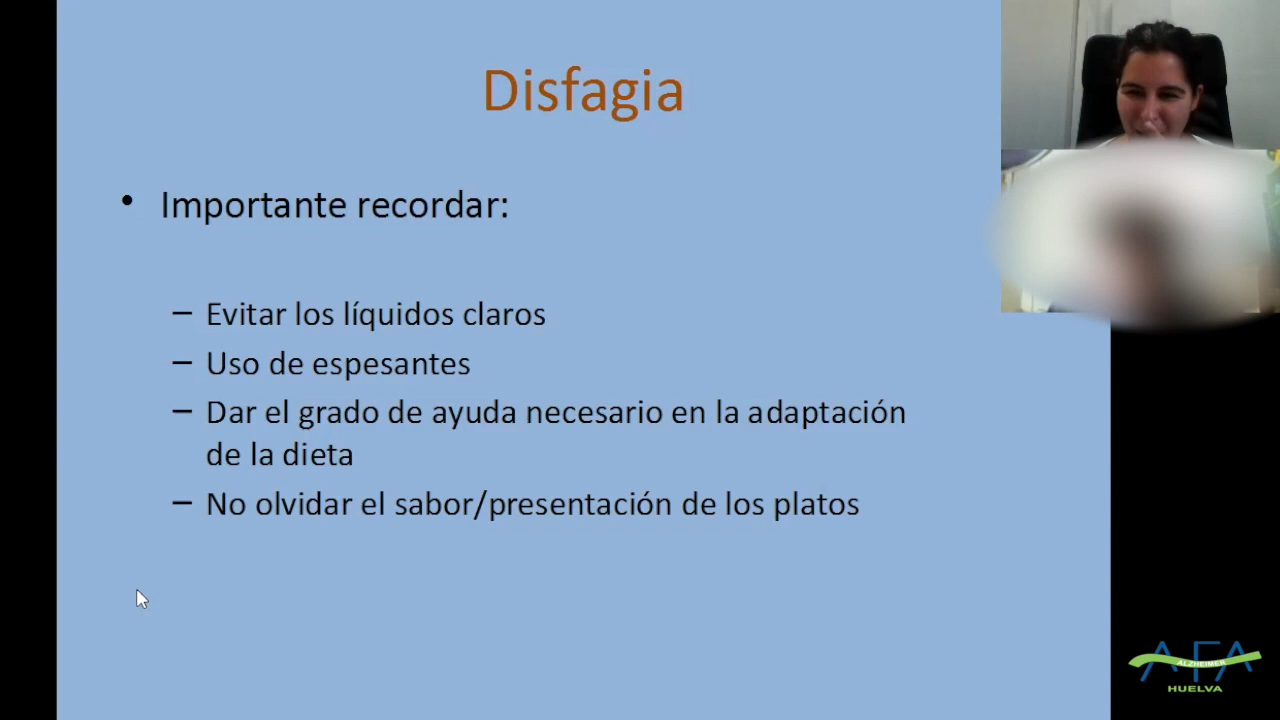 Disfagia
• Importante recordar:
– Evitar los líquidos claros
– Uso de espesantes
– Dar el grado de ayuda necesario en la adaptación
de la dieta
– No olvidar el sabor/presentación de los platos
AFA
ALZHEIMER
HUELVA